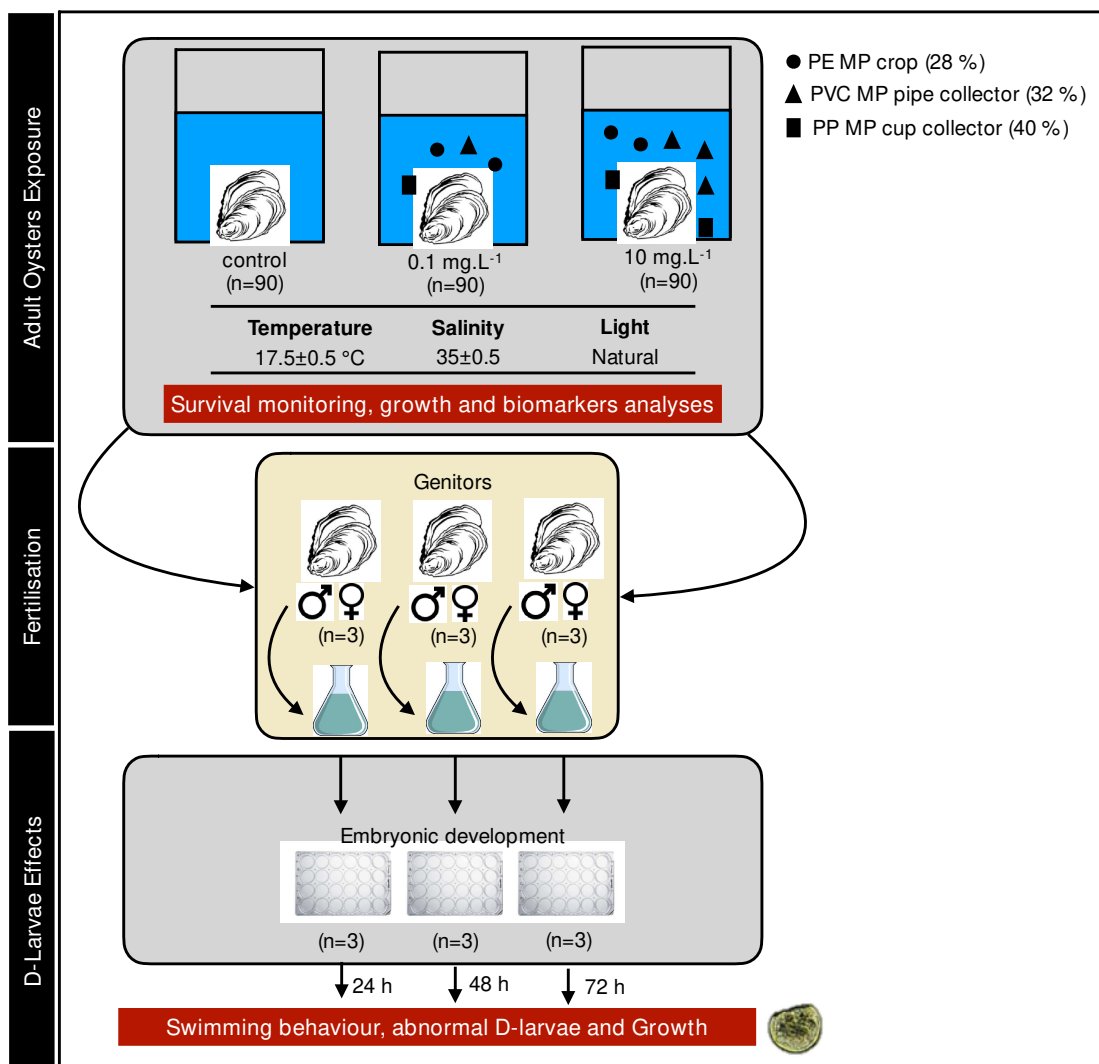 Adult Oysters Exposure
PE MP crop (28 %)
PVC MP pipe collector (32 %)
PP MP cup collector (40 %)
control
(n=90)
0.1 mg.L-1
(n=90)
10 mg.L-1
(n=90)
Temperature Salinity Light
17.5±0.5 °C 35±0.5 Natural
Survival monitoring, growth and biomarkers analyses
Fertilisation
Genitors
♂♀ ♂♀ ♂♀
(n=3) (n=3) (n=3)
D-Larvae Effects
Embryonic development
(n=3) (n=3) (n=3)
24 h 48 h 72 h
Swimming behaviour, abnormal D-larvae and Growth